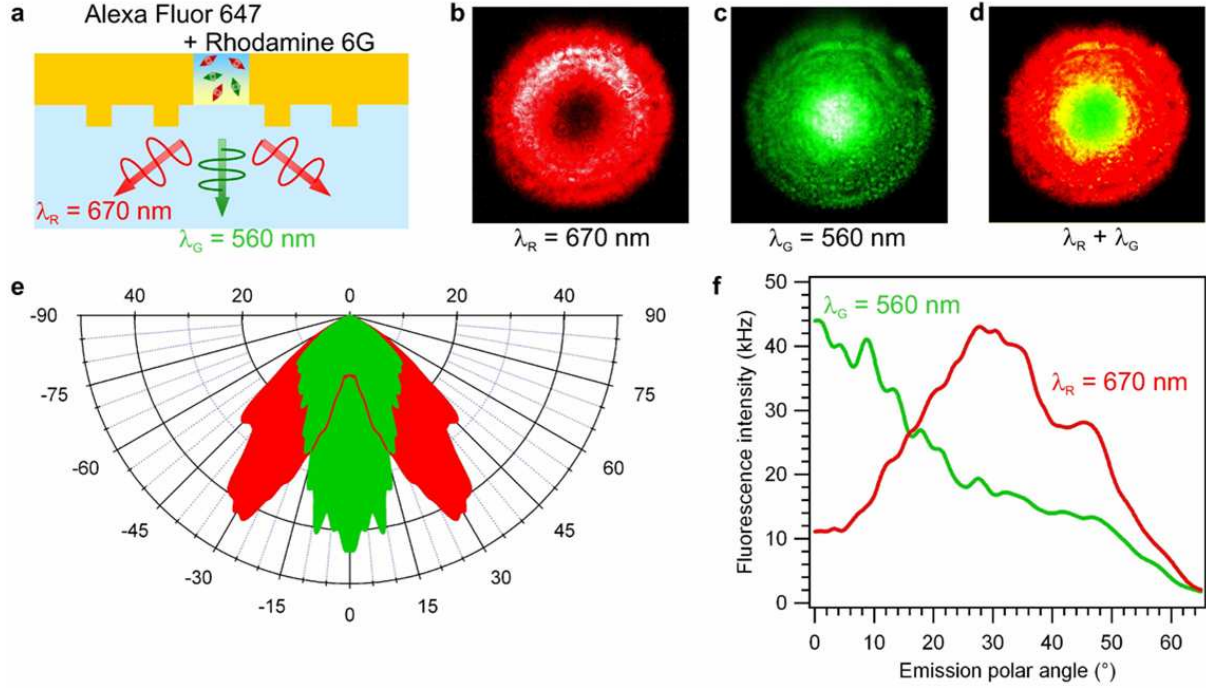 a
Alexa Fluor 647
+ Rhodamine 6G
λR = 670 nm
λG = 560 nm
b
λR = 670 nm
c
λG = 560 nm
d
λR + λG
e
40 20 0 20 40
-90 90
-75 75
-60 60
-45 45
-30 30
-15 15
0
f
50
40
30
20
10
0
Fluorescence intensity (kHz)
λG = 560 nm
λR = 670 nm
0 10 20 30 40 50 60
Emission polar angle (°)